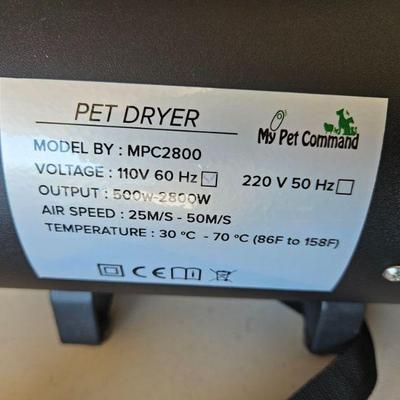 PET DRYER
My Pet Command
MODEL BY : MPC2800
VOLTAGE : 110V 60 Hz ☑ 220 V 50 Hz ☐
OUTPUT : 500w-2800W
AIR SPEED : 25M/S - 50M/S
TEMPERATURE : 30 °C - 70 °C (86F to 158F)
CE